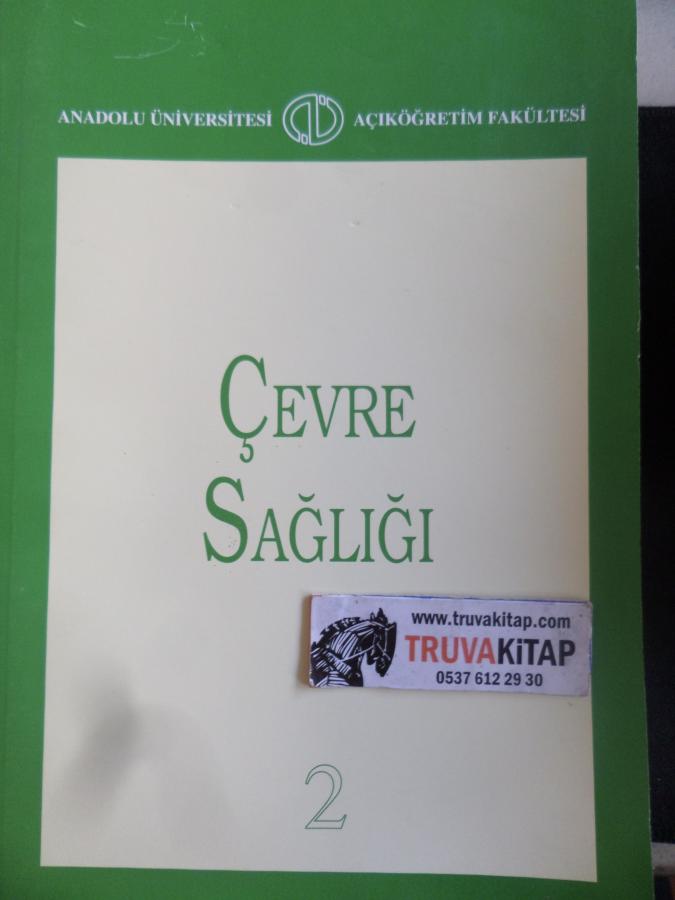 ANADOLU ÜNİVERSİTESİ AÇIKÖĞRETİM FAKÜLTESİ
ÇEVRE
SAĞLIĞI
www.truvakitap.com
TRUVAKİTAP
0537 612 29 30
2